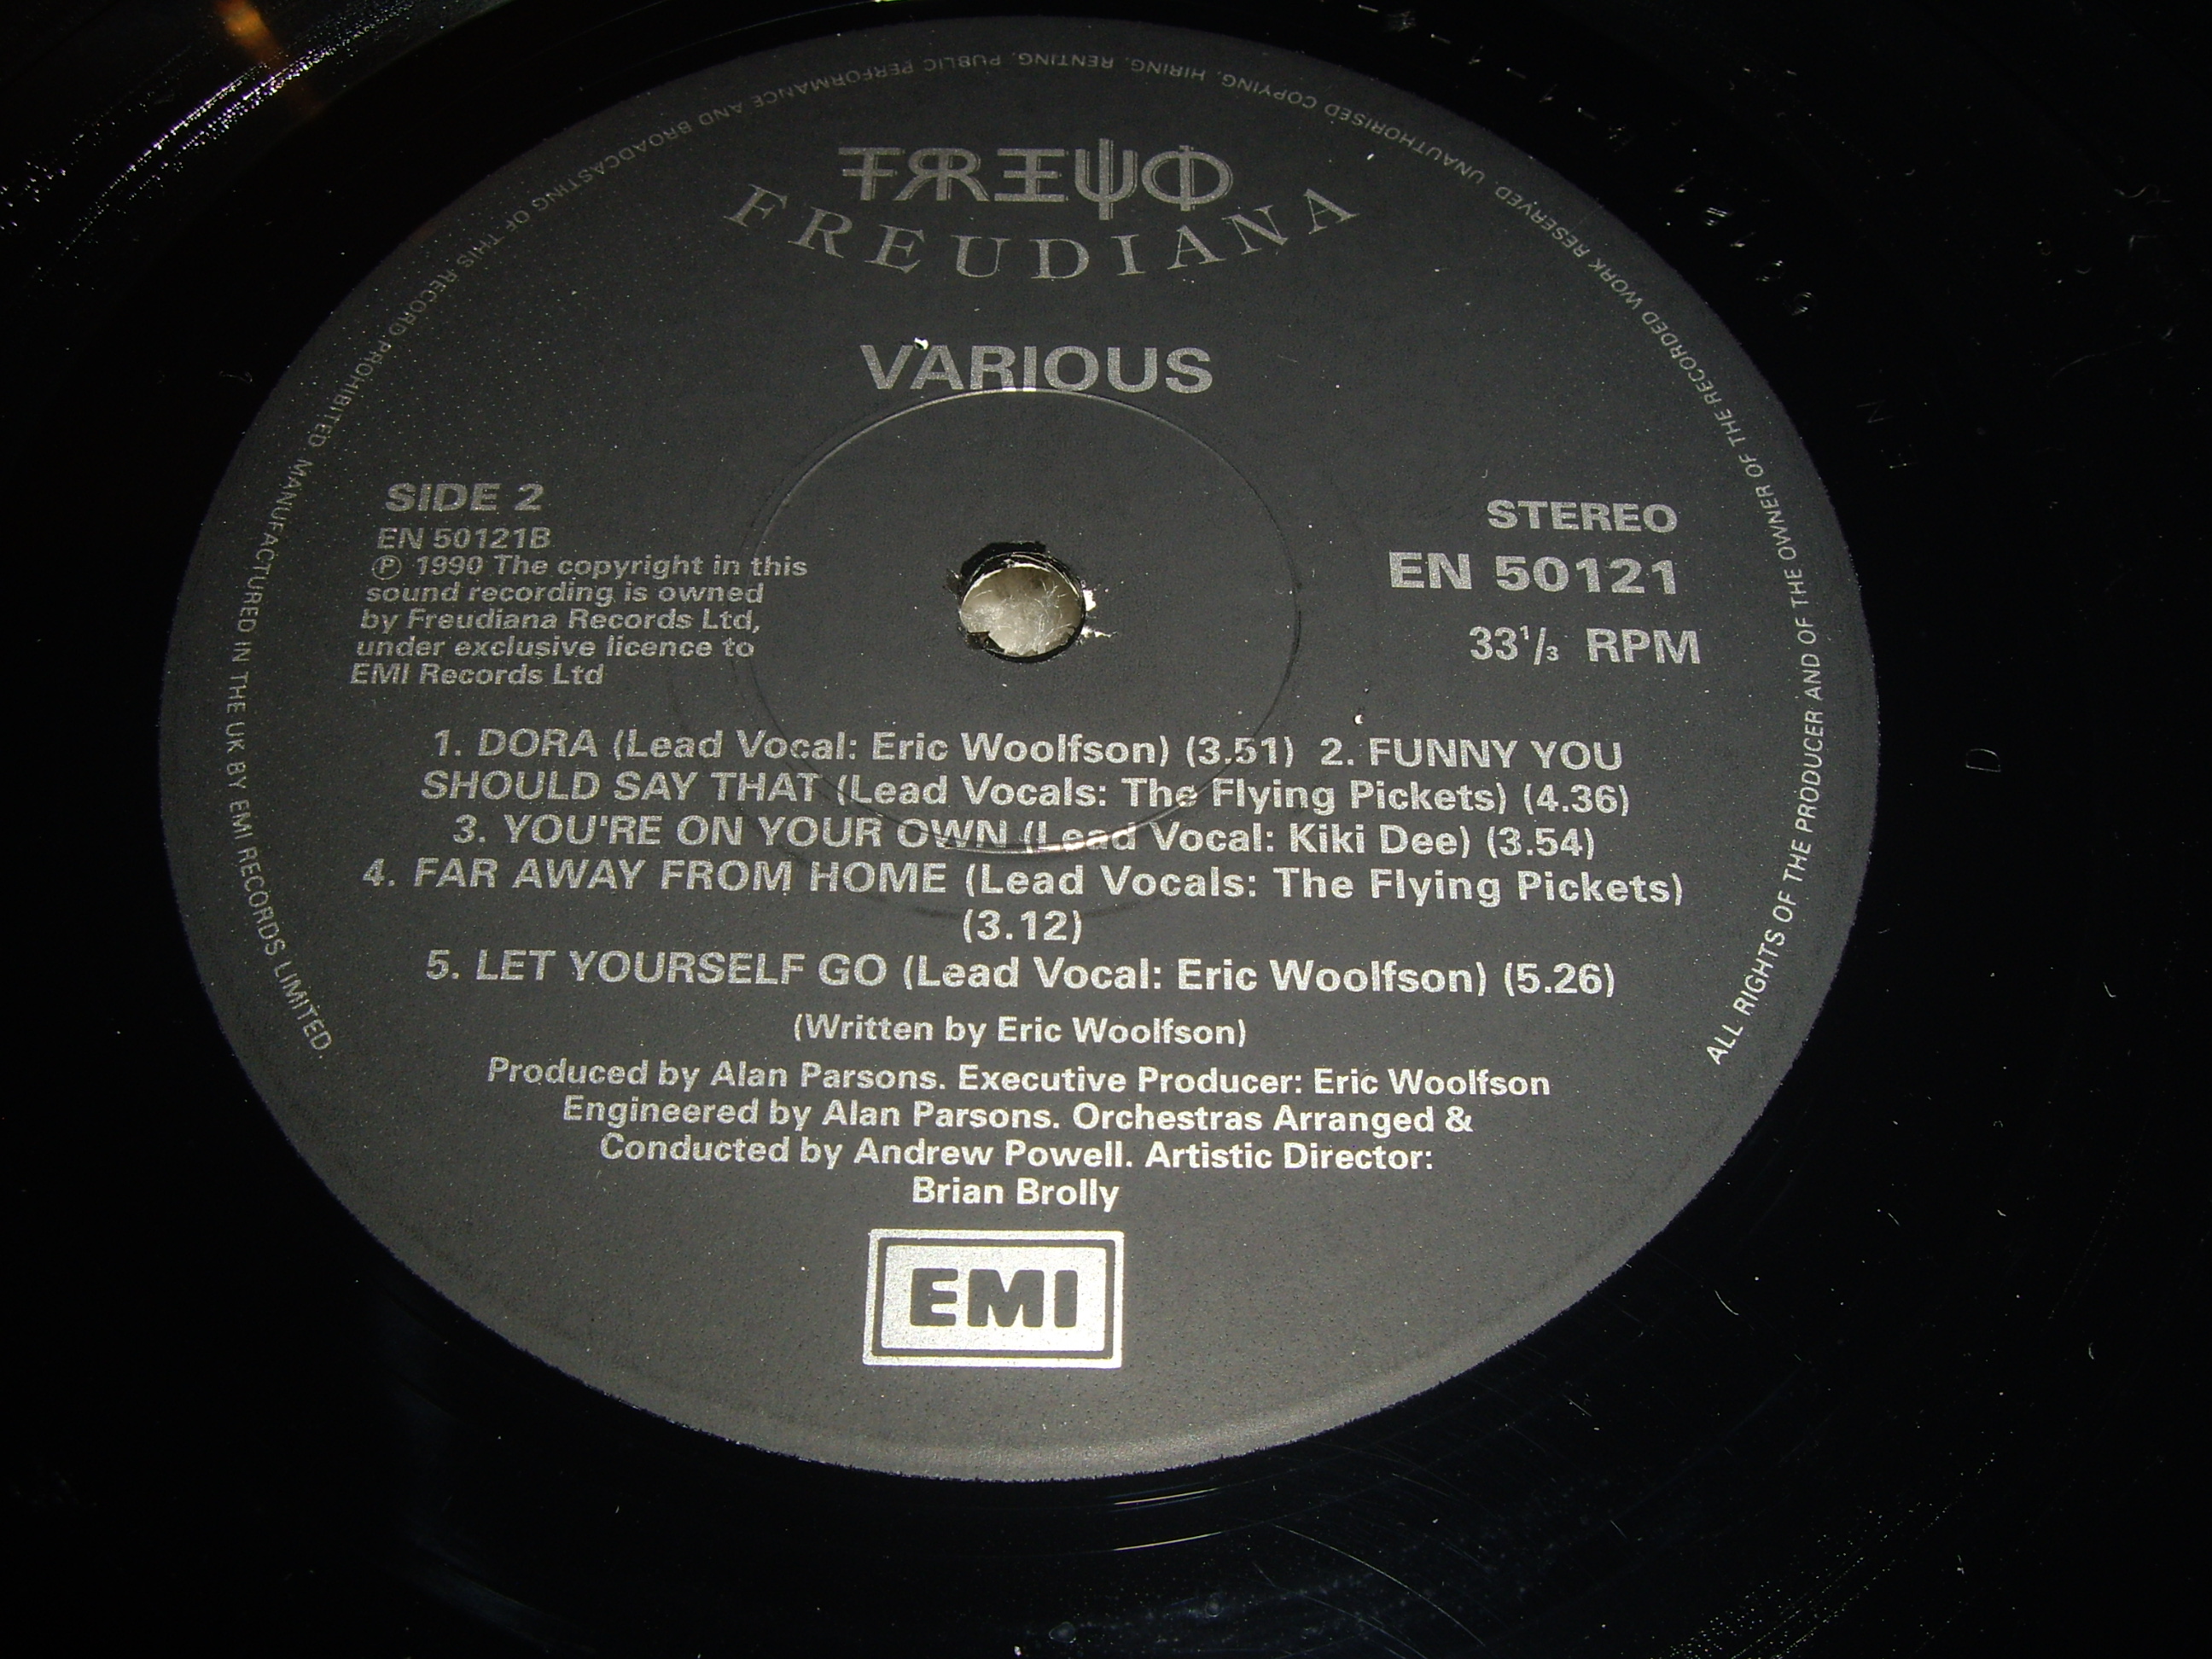 FREUDIANA
VARIOUS
SIDE 2
EN 50121B
Ⓟ 1990 The copyright in this
sound recording is owned
by Freudiana Records Ltd,
under exclusive licence to
EMI Records Ltd
STEREO
EN 50121
33¹/₃ RPM
1. DORA (Lead Vocal: Eric Woolfson) (3.51) 2. FUNNY YOU
SHOULD SAY THAT (Lead Vocals: The Flying Pickets) (4.36)
3. YOU'RE ON YOUR OWN (Lead Vocal: Kiki Dee) (3.54)
4. FAR AWAY FROM HOME (Lead Vocals: The Flying Pickets)
(3.12)
5. LET YOURSELF GO (Lead Vocal: Eric Woolfson) (5.26)
(Written by Eric Woolfson)
Produced by Alan Parsons. Executive Producer: Eric Woolfson
Engineered by Alan Parsons. Orchestras Arranged &
Conducted by Andrew Powell. Artistic Director:
Brian Brolly
EMI
ALL RIGHTS OF THE PRODUCER AND OF THE OWNER OF THE RECORDED WORK RESERVED. UNAUTHORISED COPYING, HIRING, RENTING, PUBLIC PERFORMANCE AND BROADCASTING OF THIS RECORD PROHIBITED. MANUFACTURED IN THE UK BY EMI RECORDS LIMITED.